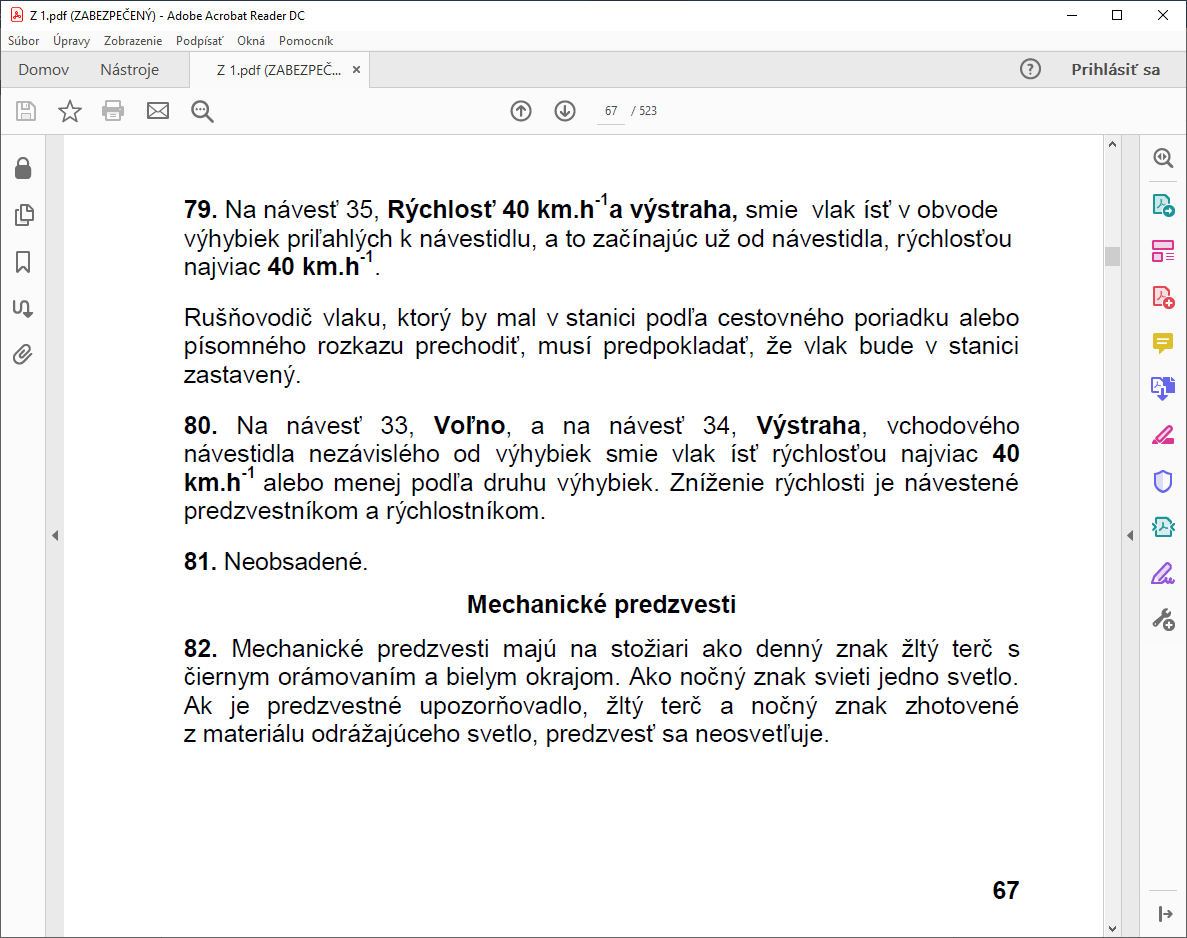 Z 1.pdf (ZABEZPEČENÝ) - Adobe Acrobat Reader DC
Súbor Úpravy Zobrazenie Podpísať Okná Pomocník
Domov Nástroje Z 1.pdf (ZABEZPEČ... × Prihlásiť sa
67 / 523
79. Na návesť 35, Rýchlosť 40 km.h-1a výstraha, smie vlak ísť v obvode
výhybiek priľahlých k návestidlu, a to začínajúc už od návestidla, rýchlosťou
najviac 40 km.h-1.
Rušňovodič vlaku, ktorý by mal v stanici podľa cestovného poriadku alebo
písomného rozkazu prechodiť, musí predpokladať, že vlak bude v stanici
zastavený.
80. Na návesť 33, Voľno, a na návesť 34, Výstraha, vchodového
návestidla nezávislého od výhybiek smie vlak ísť rýchlosťou najviac 40
km.h-1 alebo menej podľa druhu výhybiek. Zníženie rýchlosti je návestené
predzvestníkom a rýchlostníkom.
81. Neobsadené.
Mechanické predzvesti
82. Mechanické predzvesti majú na stožiari ako denný znak žltý terč s
čiernym orámovaním a bielym okrajom. Ako nočný znak svieti jedno svetlo.
Ak je predzvestné upozorňovadlo, žltý terč a nočný znak zhotovené
z materiálu odrážajúceho svetlo, predzvesť sa neosvetľuje.
67